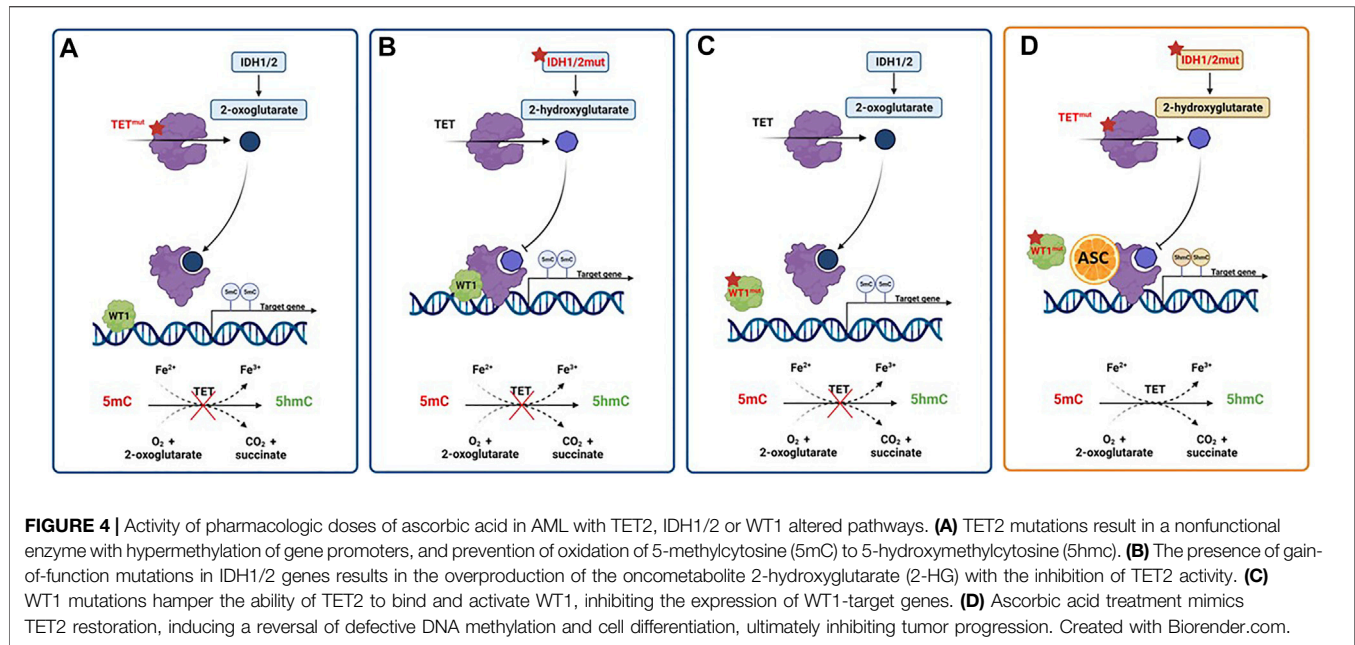 A
IDH1/2
2-oxoglutarate
TETmut
WT1
5mC 5mC
Target gene
Fe2+ Fe3+
5mC TET 5hmC
O2 + CO2 +
2-oxoglutarate succinate
B
IDH1/2mut
2-hydroxyglutarate
TET
WT1
5mC 5mC
Target gene
Fe2+ Fe3+
5mC TET 5hmC
O2 + CO2 +
2-oxoglutarate succinate
C
IDH1/2
2-oxoglutarate
TET
WT1mut
5mC 5mC
Target gene
Fe2+ Fe3+
5mC TET 5hmC
O2 + CO2 +
2-oxoglutarate succinate
D
IDH1/2mut
2-hydroxyglutarate
TETmut
WT1mut
ASC
5hmC 5hmC
Target gene
Fe2+ Fe3+
5mC TET 5hmC
O2 + CO2 +
2-oxoglutarate succinate
FIGURE 4 | Activity of pharmacologic doses of ascorbic acid in AML with TET2, IDH1/2 or WT1 altered pathways. (A) TET2 mutations result in a nonfunctional
enzyme with hypermethylation of gene promoters, and prevention of oxidation of 5-methylcytosine (5mC) to 5-hydroxymethylcytosine (5hmc). (B) The presence of gain-
of-function mutations in IDH1/2 genes results in the overproduction of the oncometabolite 2-hydroxyglutarate (2-HG) with the inhibition of TET2 activity. (C)
WT1 mutations hamper the ability of TET2 to bind and activate WT1, inhibiting the expression of WT1-target genes. (D) Ascorbic acid treatment mimics
TET2 restoration, inducing a reversal of defective DNA methylation and cell differentiation, ultimately inhibiting tumor progression. Created with Biorender.com.